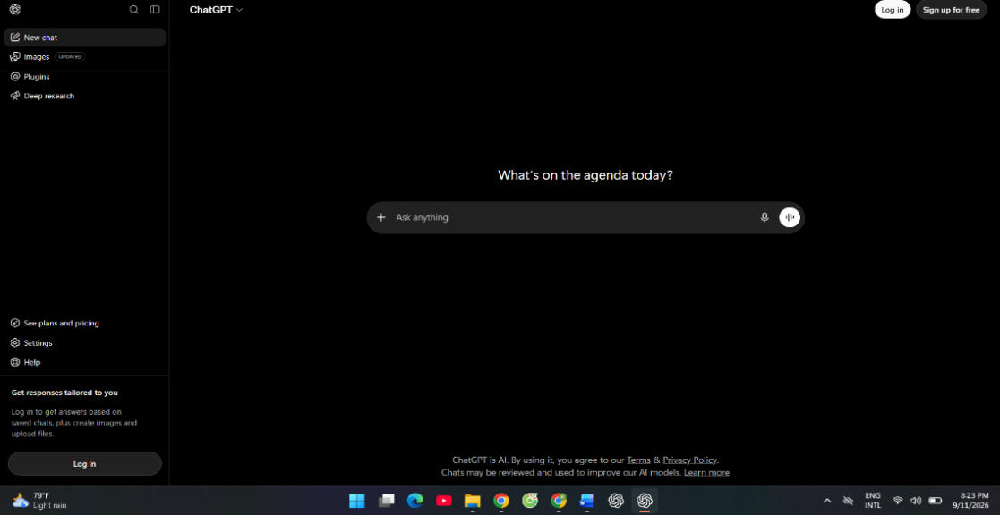 ChatGPT
Log in
Sign up for free
New chat
Images UPDATED
Plugins
Deep research
What's on the agenda today?
Ask anything
See plans and pricing
Settings
Help
Get responses tailored to you
Log in to get answers based on
saved chats, plus create images and
upload files.
Log in
ChatGPT is AI. By using it, you agree to our Terms & Privacy Policy.
Chats may be reviewed and used to improve our AI models. Learn more
79°F
Light rain
ENG
INTL
8:23 PM
9/11/2026